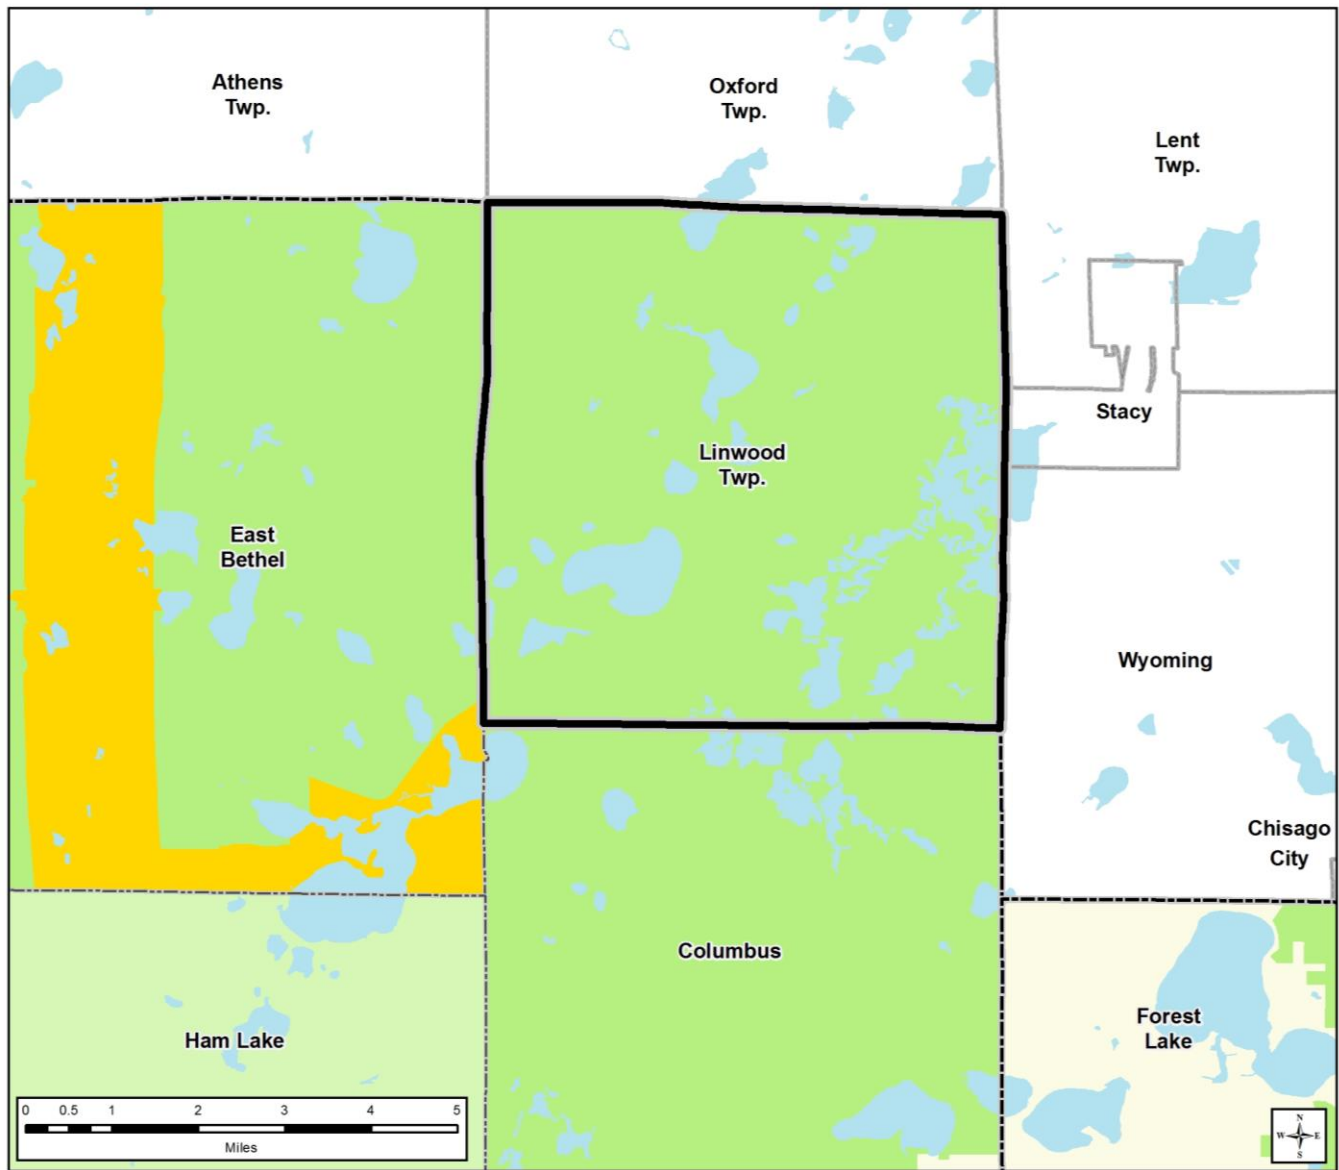 Athens
Twp.
Oxford
Twp.
Lent
Twp.
Stacy
Linwood
Twp.
East
Bethel
Wyoming
Chisago
City
Columbus
Forest
Lake
Ham Lake
0 0.5 1 2 3 4 5
Miles
N
W E
S